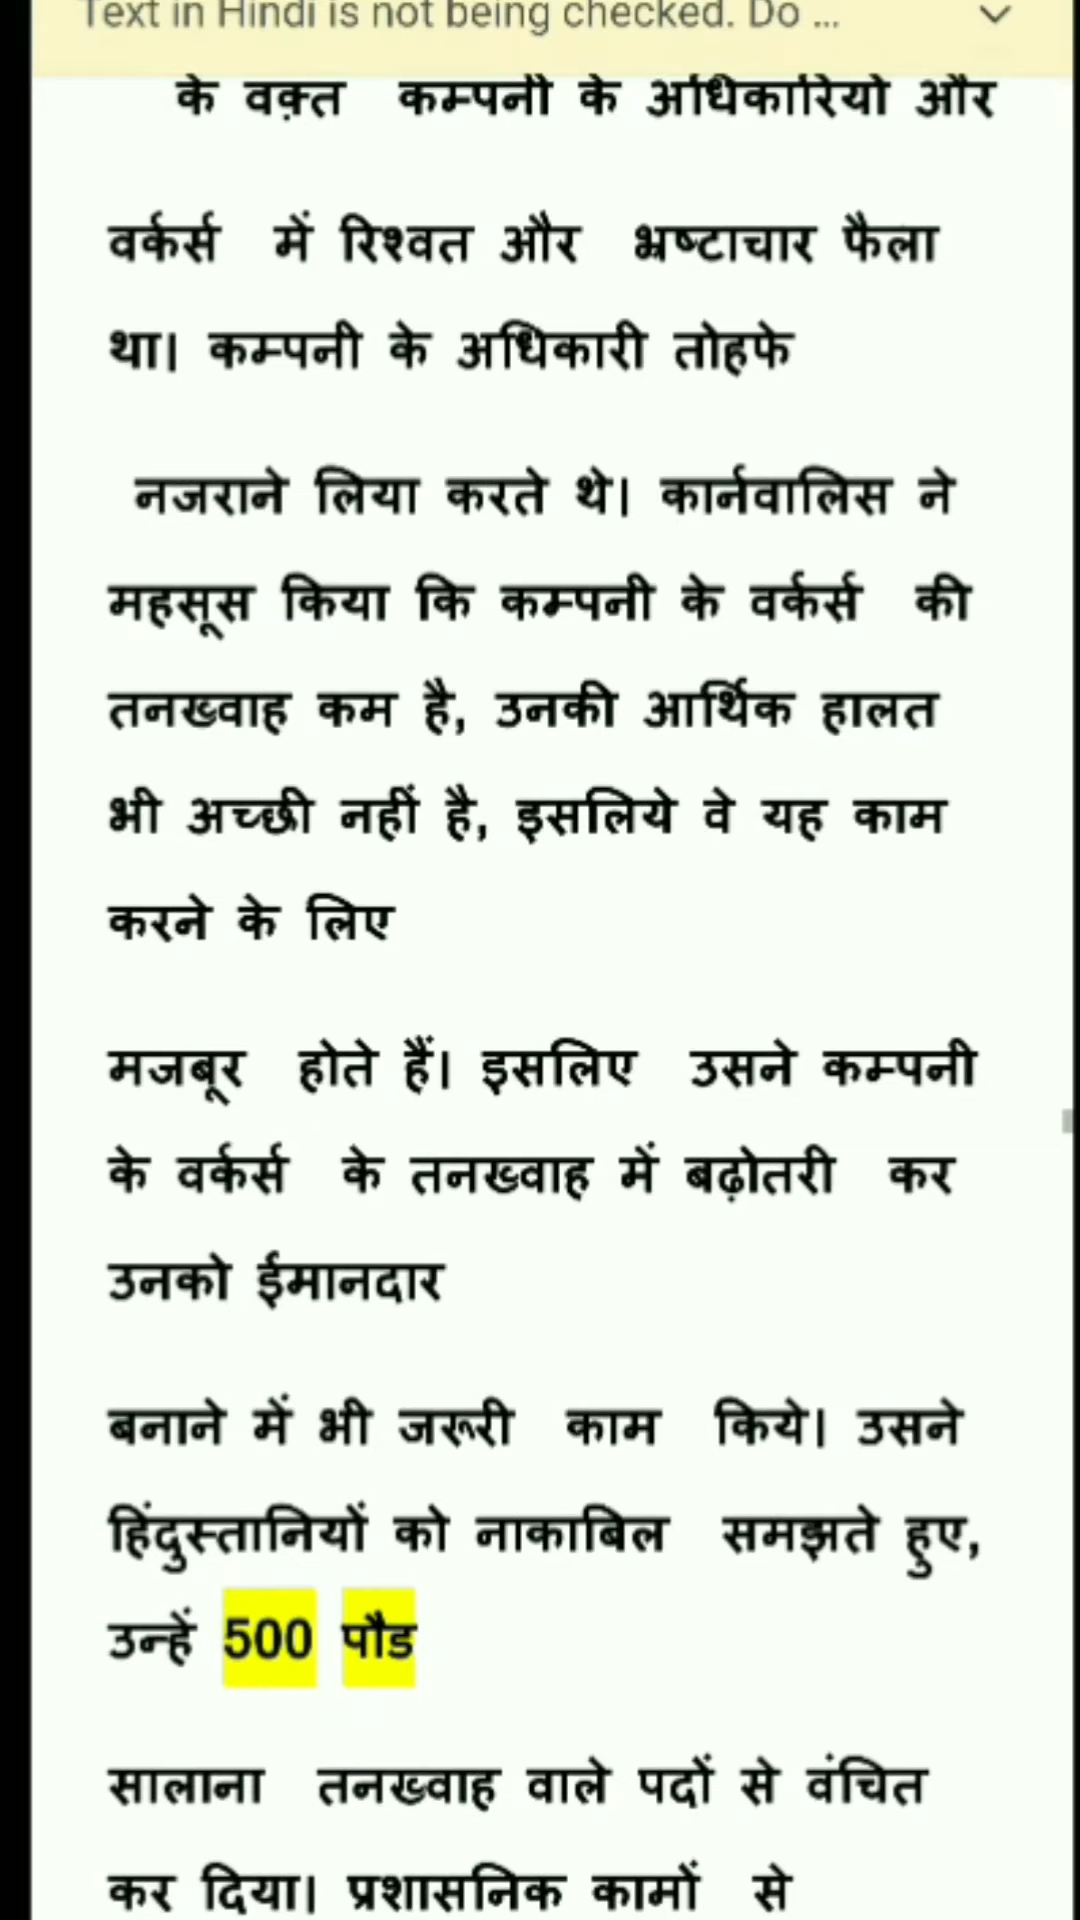 Text in Hindi is not being checked. Do ...
के वक़्त कम्पनी के अधिकारियों और
वर्कर्स में रिश्वत और भ्रष्टाचार फैला
था। कम्पनी के अधिकारी तोहफे
नजराने लिया करते थे। कार्नवालिस ने
महसूस किया कि कम्पनी के वर्कर्स की
तनख्वाह कम है, उनकी आर्थिक हालत
भी अच्छी नहीं है, इसलिये वे यह काम
करने के लिए
मजबूर होते हैं। इसलिए उसने कम्पनी
के वर्कर्स के तनख्वाह में बढ़ोतरी कर
उनको ईमानदार
बनाने में भी जरूरी काम किये। उसने
हिंदुस्तानियों को नाकाबिल समझते हुए,
उन्हें 500 पौड
सालाना तनख्वाह वाले पदों से वंचित
कर दिया। प्रशासनिक कामों से